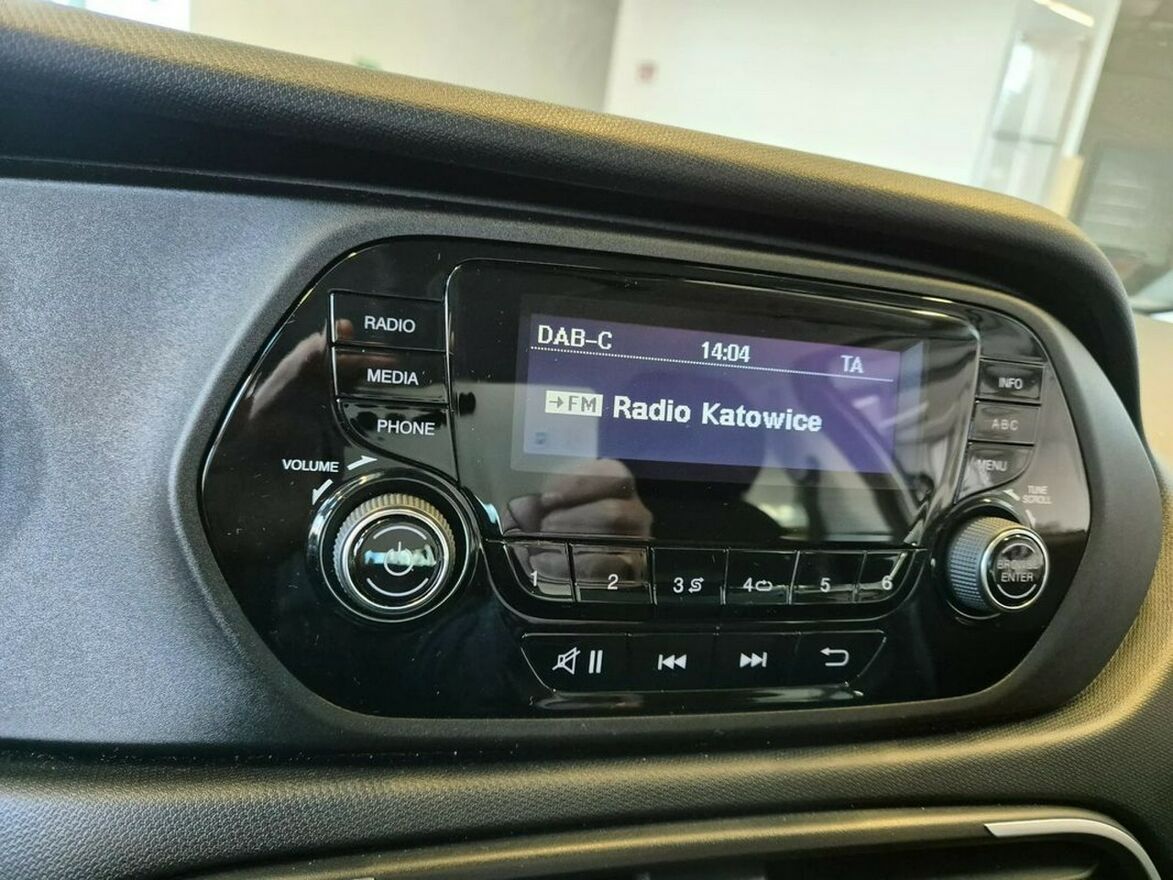 RADIO
MEDIA
PHONE
VOLUME
DAB-C 14:04 TA
→FM Radio Katowice
INFO
ABC
MENU
TUNE
SCROLL
BROWSE
ENTER
1 2 3 4 5 6